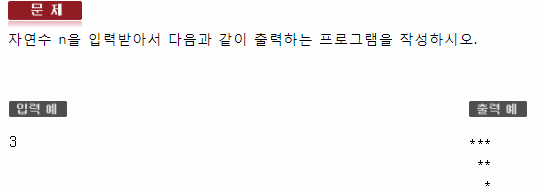 문 제
자연수 n을 입력받아서 다음과 같이 출력하는 프로그램을 작성하시오.
입력 예
출력 예
3
***
**
*